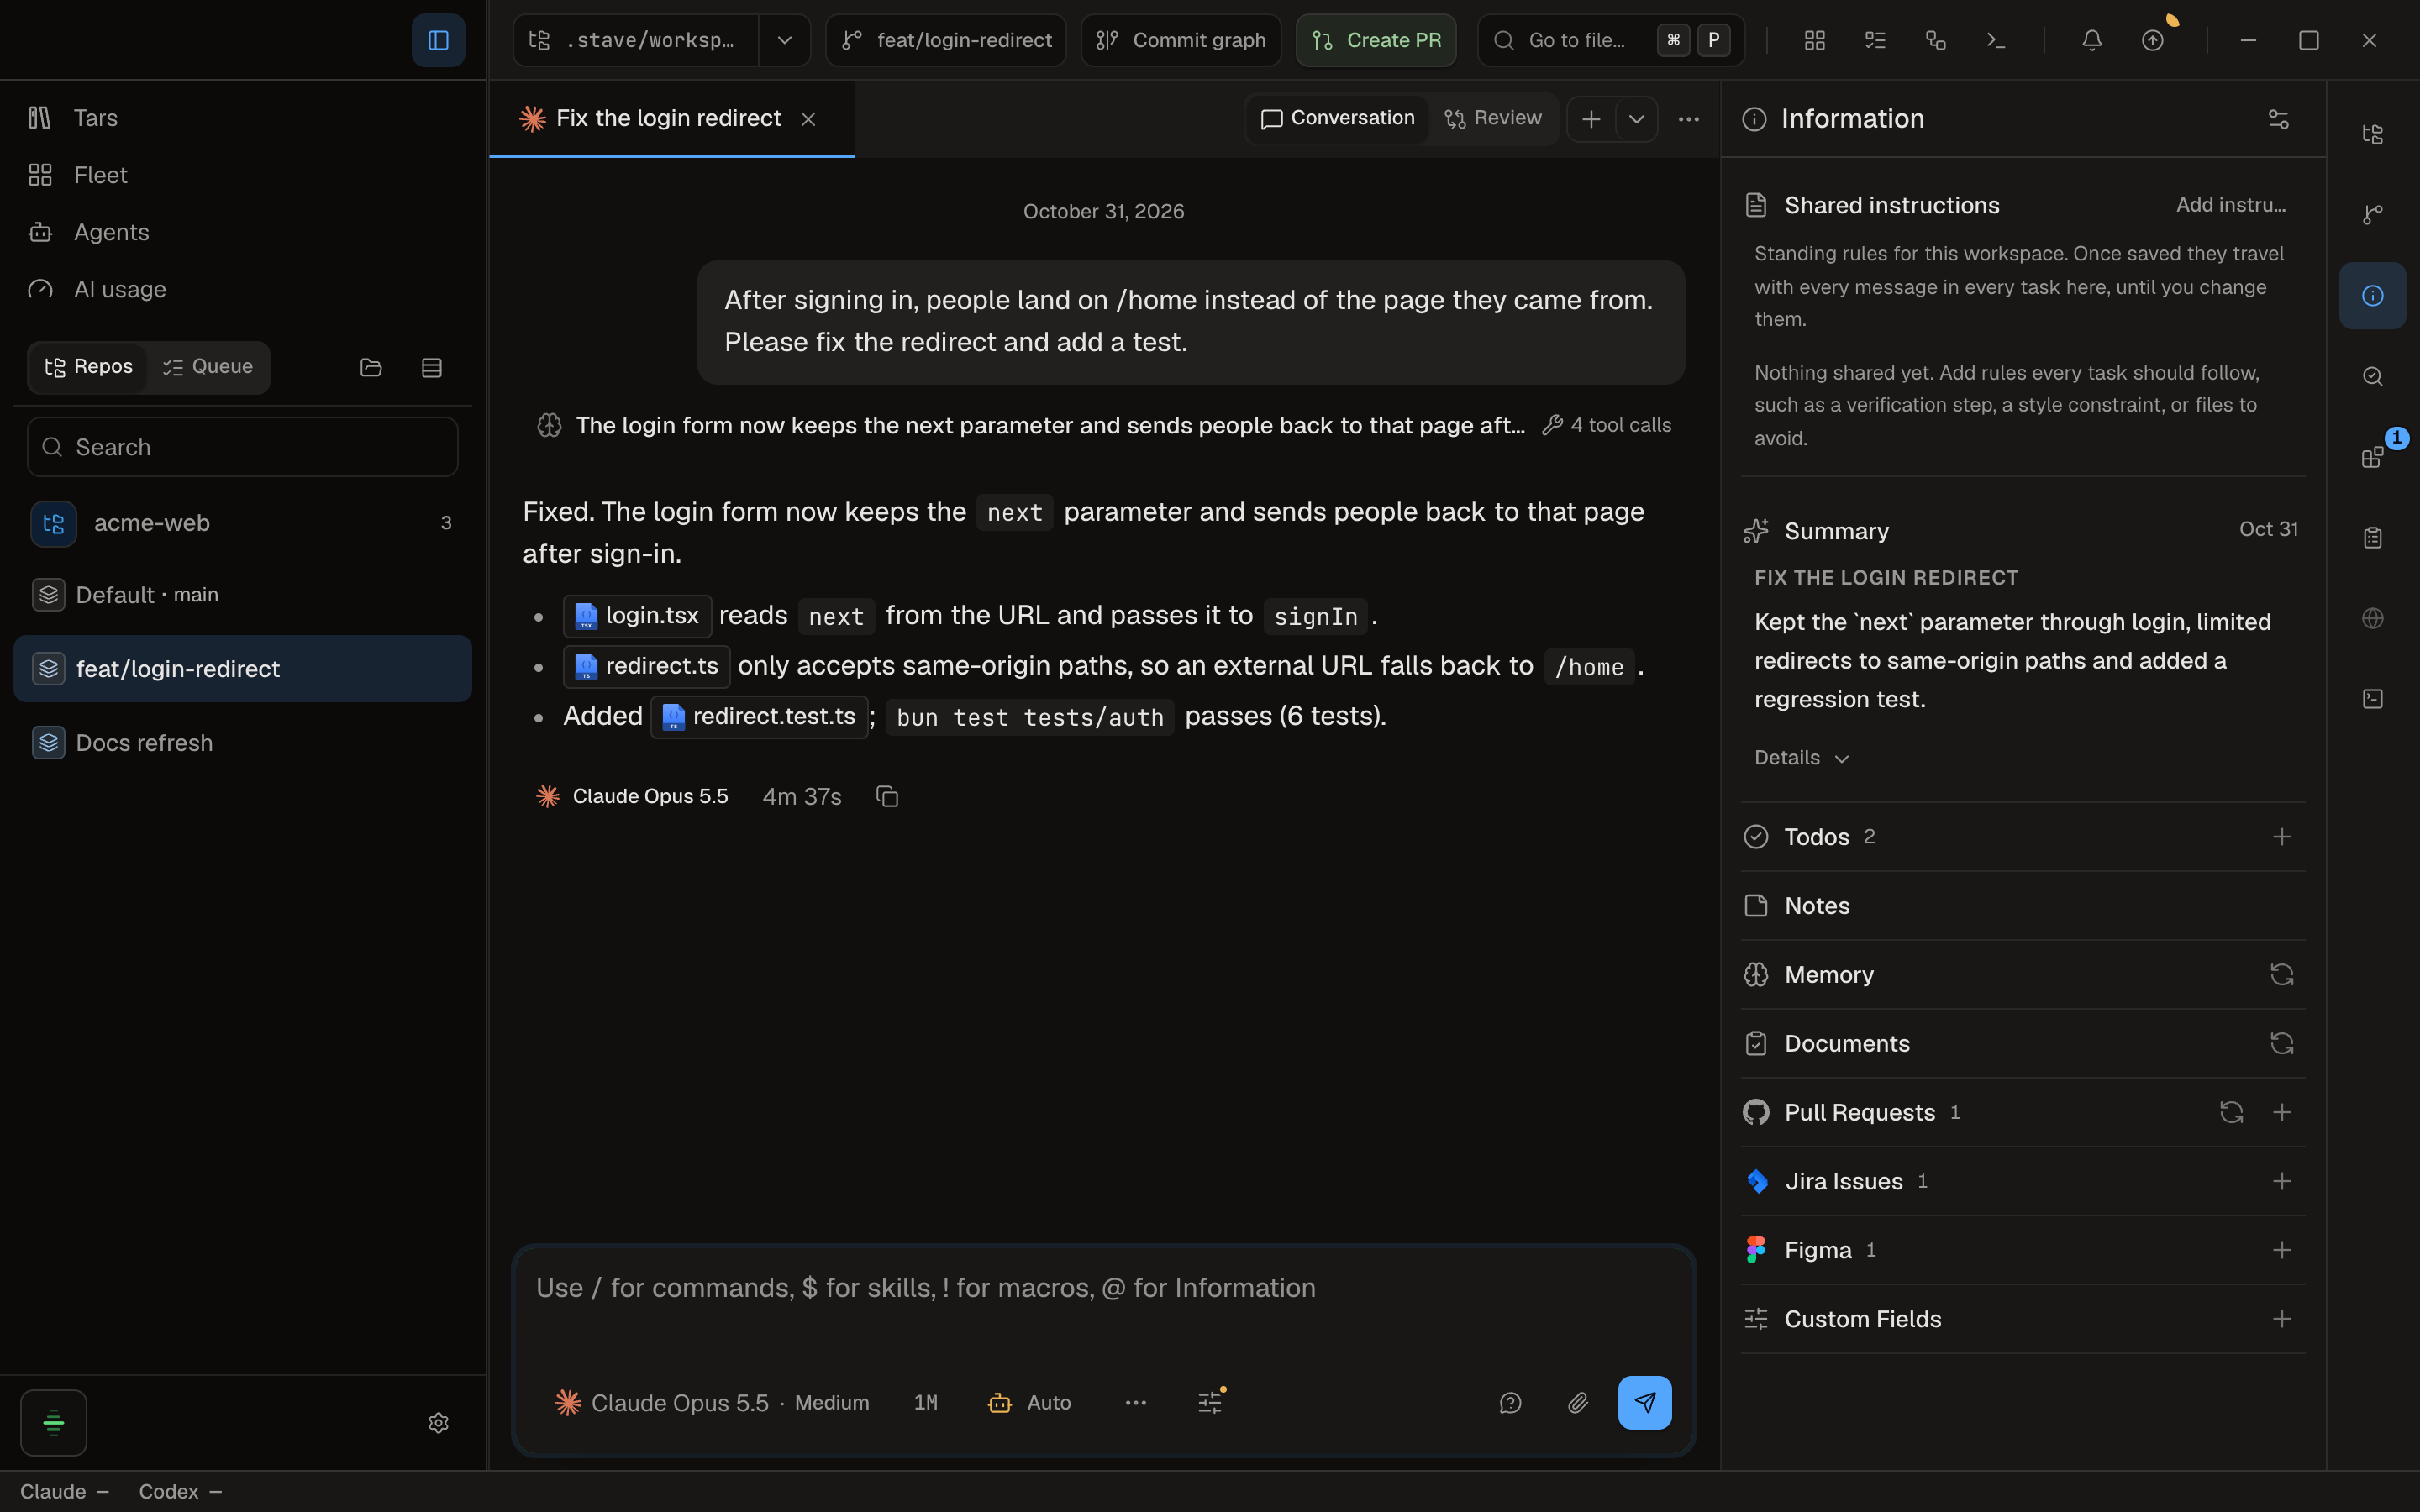 .stave/worksp…
feat/login-redirect
Commit graph
Create PR
Go to file…
⌘ P
Tars
Fleet
Agents
AI usage
Repos
Queue
Search
acme-web 3
Default · main
feat/login-redirect
Docs refresh
Fix the login redirect
Conversation
Review
October 31, 2026
After signing in, people land on /home instead of the page they came from.
Please fix the redirect and add a test.
The login form now keeps the next parameter and sends people back to that page aft… 4 tool calls
Fixed. The login form now keeps the next parameter and sends people back to that page
after sign-in.
login.tsx reads next from the URL and passes it to signIn.
redirect.ts only accepts same-origin paths, so an external URL falls back to /home.
Added redirect.test.ts; bun test tests/auth passes (6 tests).
Claude Opus 5.5 4m 37s
Use / for commands, $ for skills, ! for macros, @ for Information
Claude Opus 5.5 · Medium 1M Auto
Information
Shared instructions Add instru…
Standing rules for this workspace. Once saved they travel
with every message in every task here, until you change
them.
Nothing shared yet. Add rules every task should follow,
such as a verification step, a style constraint, or files to
avoid.
Summary Oct 31
FIX THE LOGIN REDIRECT
Kept the `next` parameter through login, limited
redirects to same-origin paths and added a
regression test.
Details
Todos 2
Notes
Memory
Documents
Pull Requests 1
Jira Issues 1
Figma 1
Custom Fields
1
Claude — Codex —